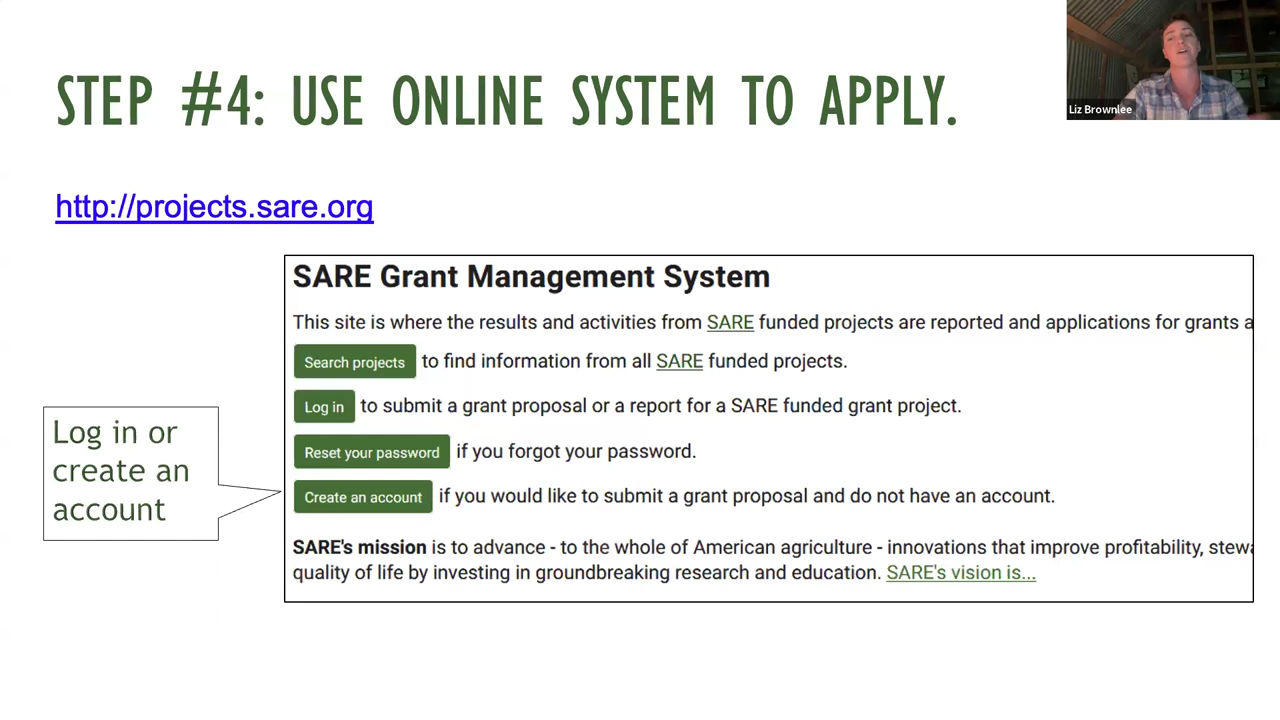 STEP #4: USE ONLINE SYSTEM TO APPLY.
Liz Brownlee
http://projects.sare.org
SARE Grant Management System
This site is where the results and activities from SARE funded projects are reported and applications for grants a
Search projects to find information from all SARE funded projects.
Log in to submit a grant proposal or a report for a SARE funded grant project.
Reset your password if you forgot your password.
Create an account if you would like to submit a grant proposal and do not have an account.
Log in or
create an
account
SARE's mission is to advance - to the whole of American agriculture - innovations that improve profitability, stewa
quality of life by investing in groundbreaking research and education. SARE's vision is...